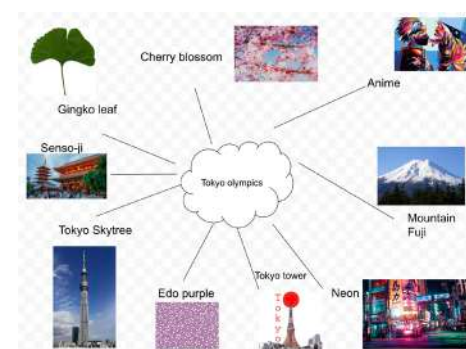 Cherry blossom
Anime
Gingko leaf
Senso-ji
Tokyo olympics
Tokyo Skytree
Mountain
Fuji
Edo purple
Tokyo tower
Neon
Tokyo